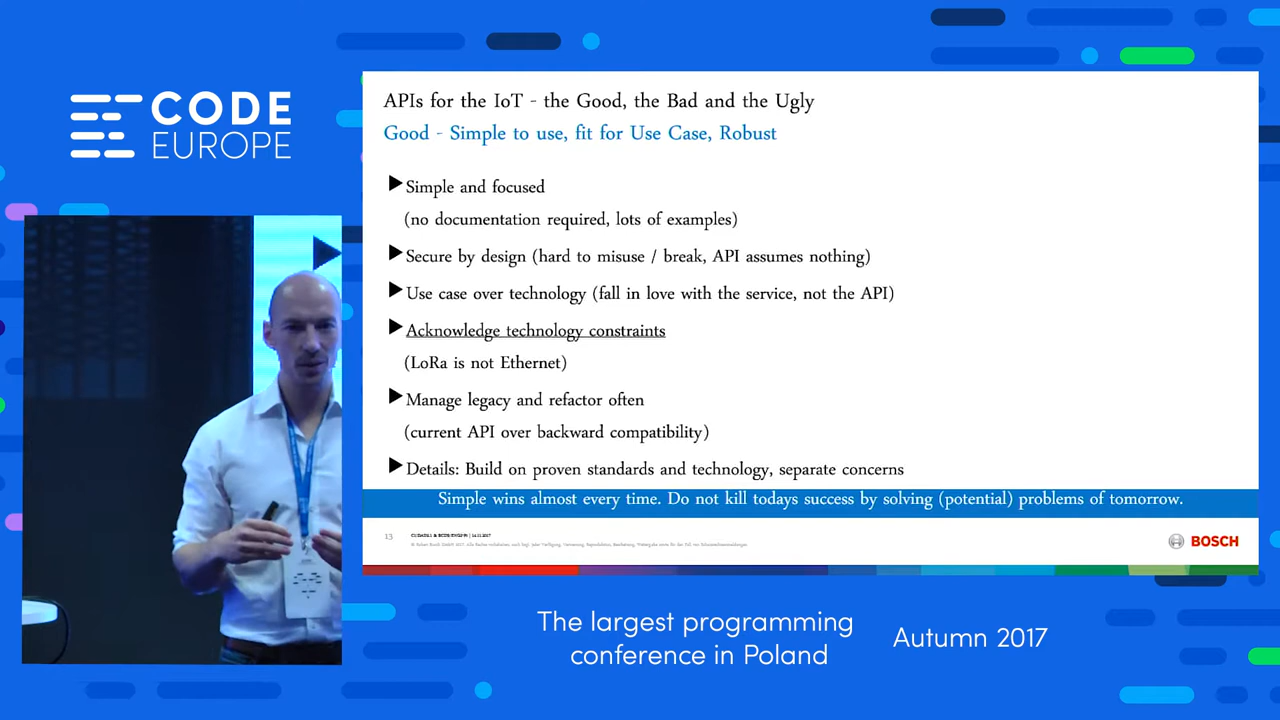 CODE
EUROPE
APIs for the IoT - the Good, the Bad and the Ugly
Good - Simple to use, fit for Use Case, Robust
Simple and focused
(no documentation required, lots of examples)
Secure by design (hard to misuse / break, API assumes nothing)
Use case over technology (fall in love with the service, not the API)
Acknowledge technology constraints
(LoRa is not Ethernet)
Manage legacy and refactor often
(current API over backward compatibility)
Details: Build on proven standards and technology, separate concerns
Simple wins almost every time. Do not kill todays success by solving (potential) problems of tomorrow.
13
BOSCH
The largest programming
conference in Poland
Autumn 2017